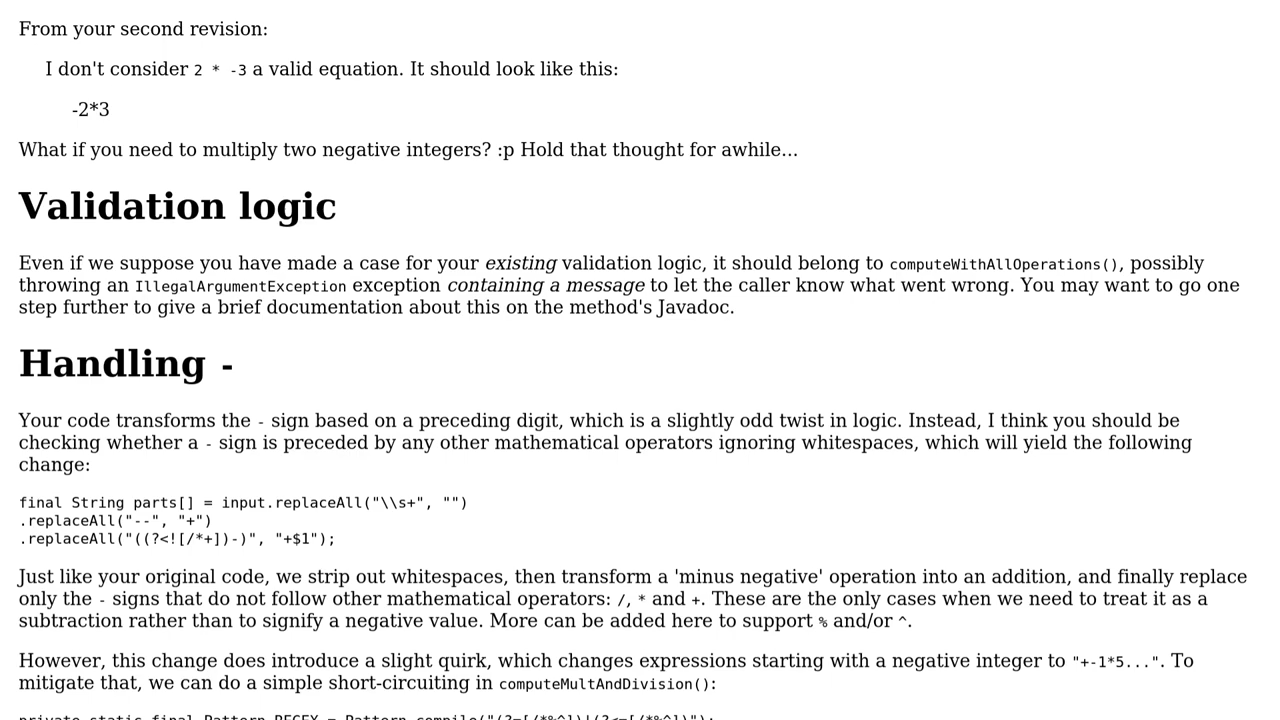 From your second revision:
I don't consider 2 * -3 a valid equation. It should look like this:
-2*3
What if you need to multiply two negative integers? :p Hold that thought for awhile...
Validation logic
Even if we suppose you have made a case for your existing validation logic, it should belong to computeWithAllOperations(), possibly
throwing an IllegalArgumentException exception containing a message to let the caller know what went wrong. You may want to go one
step further to give a brief documentation about this on the method's Javadoc.
Handling -
Your code transforms the - sign based on a preceding digit, which is a slightly odd twist in logic. Instead, I think you should be
checking whether a - sign is preceded by any other mathematical operators ignoring whitespaces, which will yield the following
change:
final String parts[] = input.replaceAll("\\s+", "")
.replaceAll("--", "+")
.replaceAll("((?<![/*+])-)", "+$1");
Just like your original code, we strip out whitespaces, then transform a 'minus negative' operation into an addition, and finally replace
only the - signs that do not follow other mathematical operators: /, * and +. These are the only cases when we need to treat it as a
subtraction rather than to signify a negative value. More can be added here to support % and/or ^.
However, this change does introduce a slight quirk, which changes expressions starting with a negative integer to "+-1*5...". To
mitigate that, we can do a simple short-circuiting in computeMultAndDivision():
private static final Pattern REGEX = Pattern.compile("(?=[/*%^])|(?<=[/*%^])");